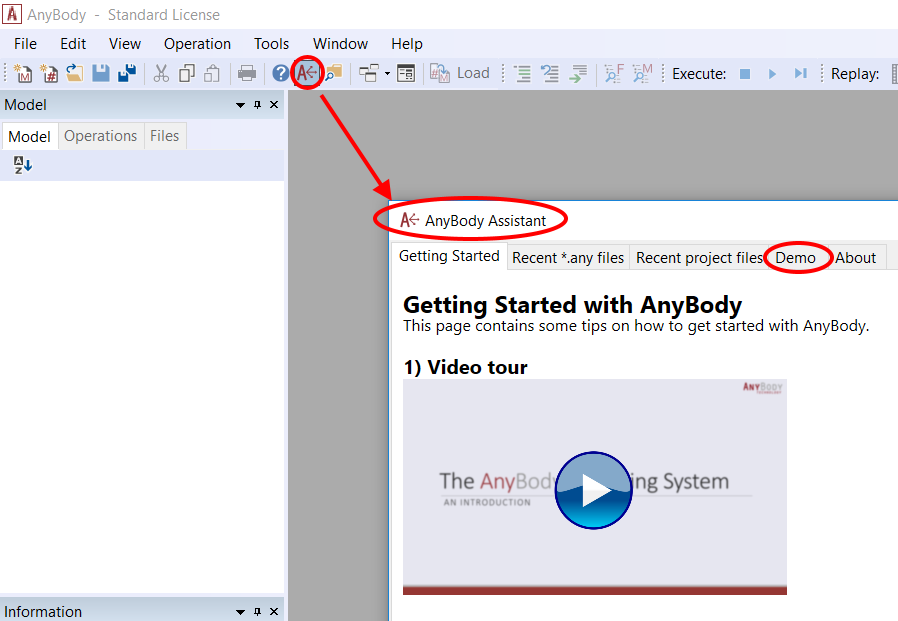 AnyBody - Standard License
File Edit View Operation Tools Window Help
Load Execute: Replay:
Model
Model Operations Files
AnyBody Assistant
Getting Started Recent *.any files Recent project files Demo About
Getting Started with AnyBody
This page contains some tips on how to get started with AnyBody.
1) Video tour
ANYBODY
The AnyBod ing System
AN INTRODUCTION
Information